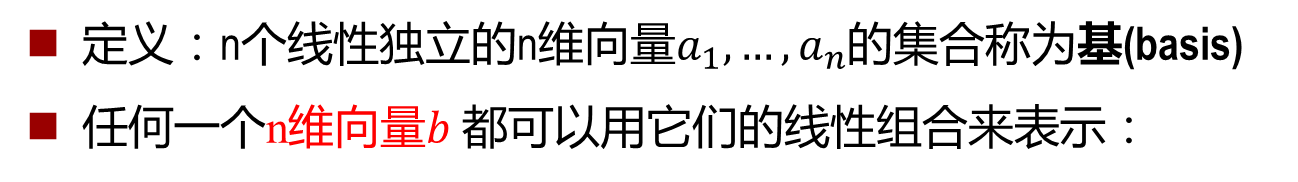 定义：n个线性独立的n维向量𝑎₁, … , 𝑎ₙ的集合称为基(basis)
任何一个n维向量𝑏 都可以用它们的线性组合来表示：